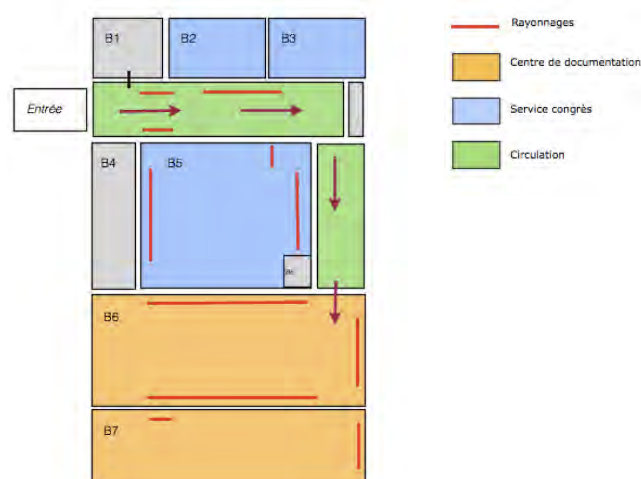 B1
B2
B3
Entrée
B4
B5
B6
B7
Rayonnages
Centre de documentation
Service congrès
Circulation